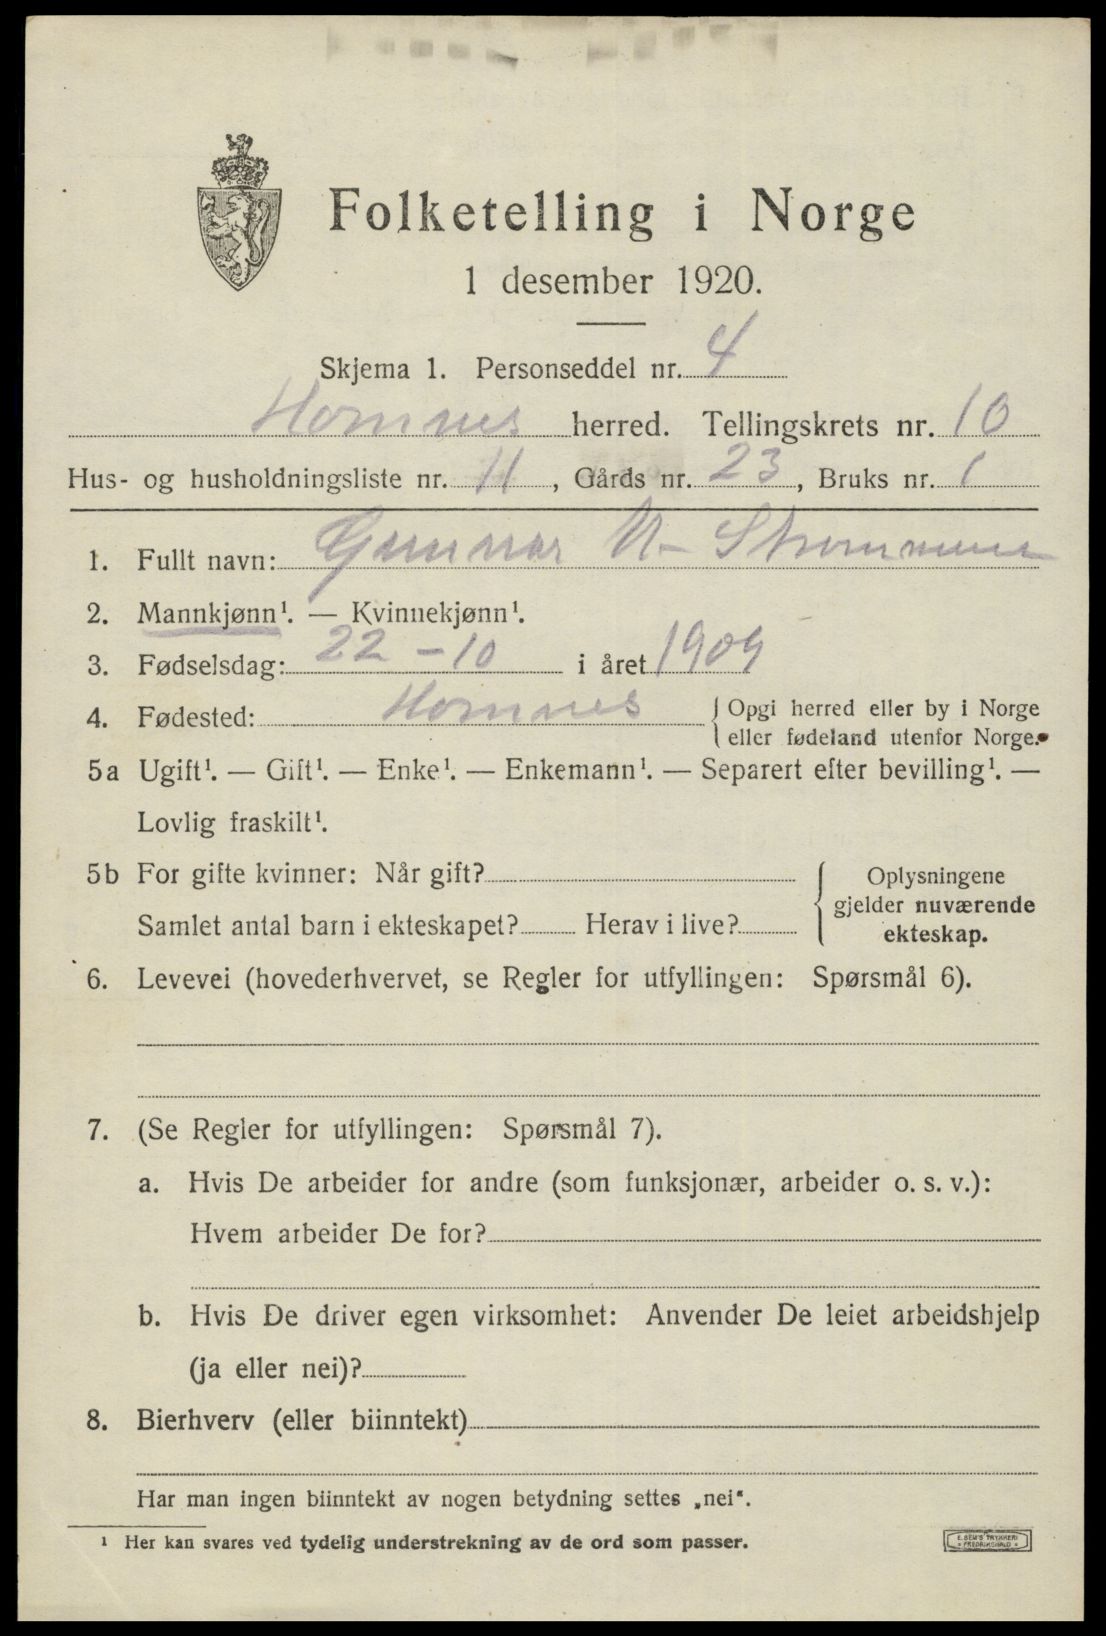 Folketelling i Norge
1 desember 1920.
Skjema 1. Personseddel nr. 4
Hornnes herred. Tellingskrets nr. 10
Hus- og husholdningsliste nr. 11, Gårds nr. 23, Bruks nr. 1
1. Fullt navn: Gunnar N. Strømmene
2. Mannkjønn¹. — Kvinnekjønn¹.
3. Fødselsdag: 22-10 i året 1909
4. Fødested: Hornnes { Opgi herred eller by i Norge
eller fødeland utenfor Norge.
5a Ugift¹. — Gift¹. — Enke¹. — Enkemann¹. — Separert efter bevilling¹. —
Lovlig fraskilt¹.
5b For gifte kvinner: Når gift?
Samlet antal barn i ekteskapet? Herav i live?
Oplysningene
gjelder nuværende
ekteskap.
6. Levevei (hovederhvervet, se Regler for utfyllingen: Spørsmål 6).
7. (Se Regler for utfyllingen: Spørsmål 7).
a. Hvis De arbeider for andre (som funksjonær, arbeider o. s. v.):
Hvem arbeider De for?
b. Hvis De driver egen virksomhet: Anvender De leiet arbeidshjelp
(ja eller nei)?
8. Bierhverv (eller biinntekt)
Har man ingen biinntekt av nogen betydning settes „nei".
¹ Her kan svares ved tydelig understrekning av de ord som passer.
E. SEM'S TRYKKERI
FREDRIKSHALD